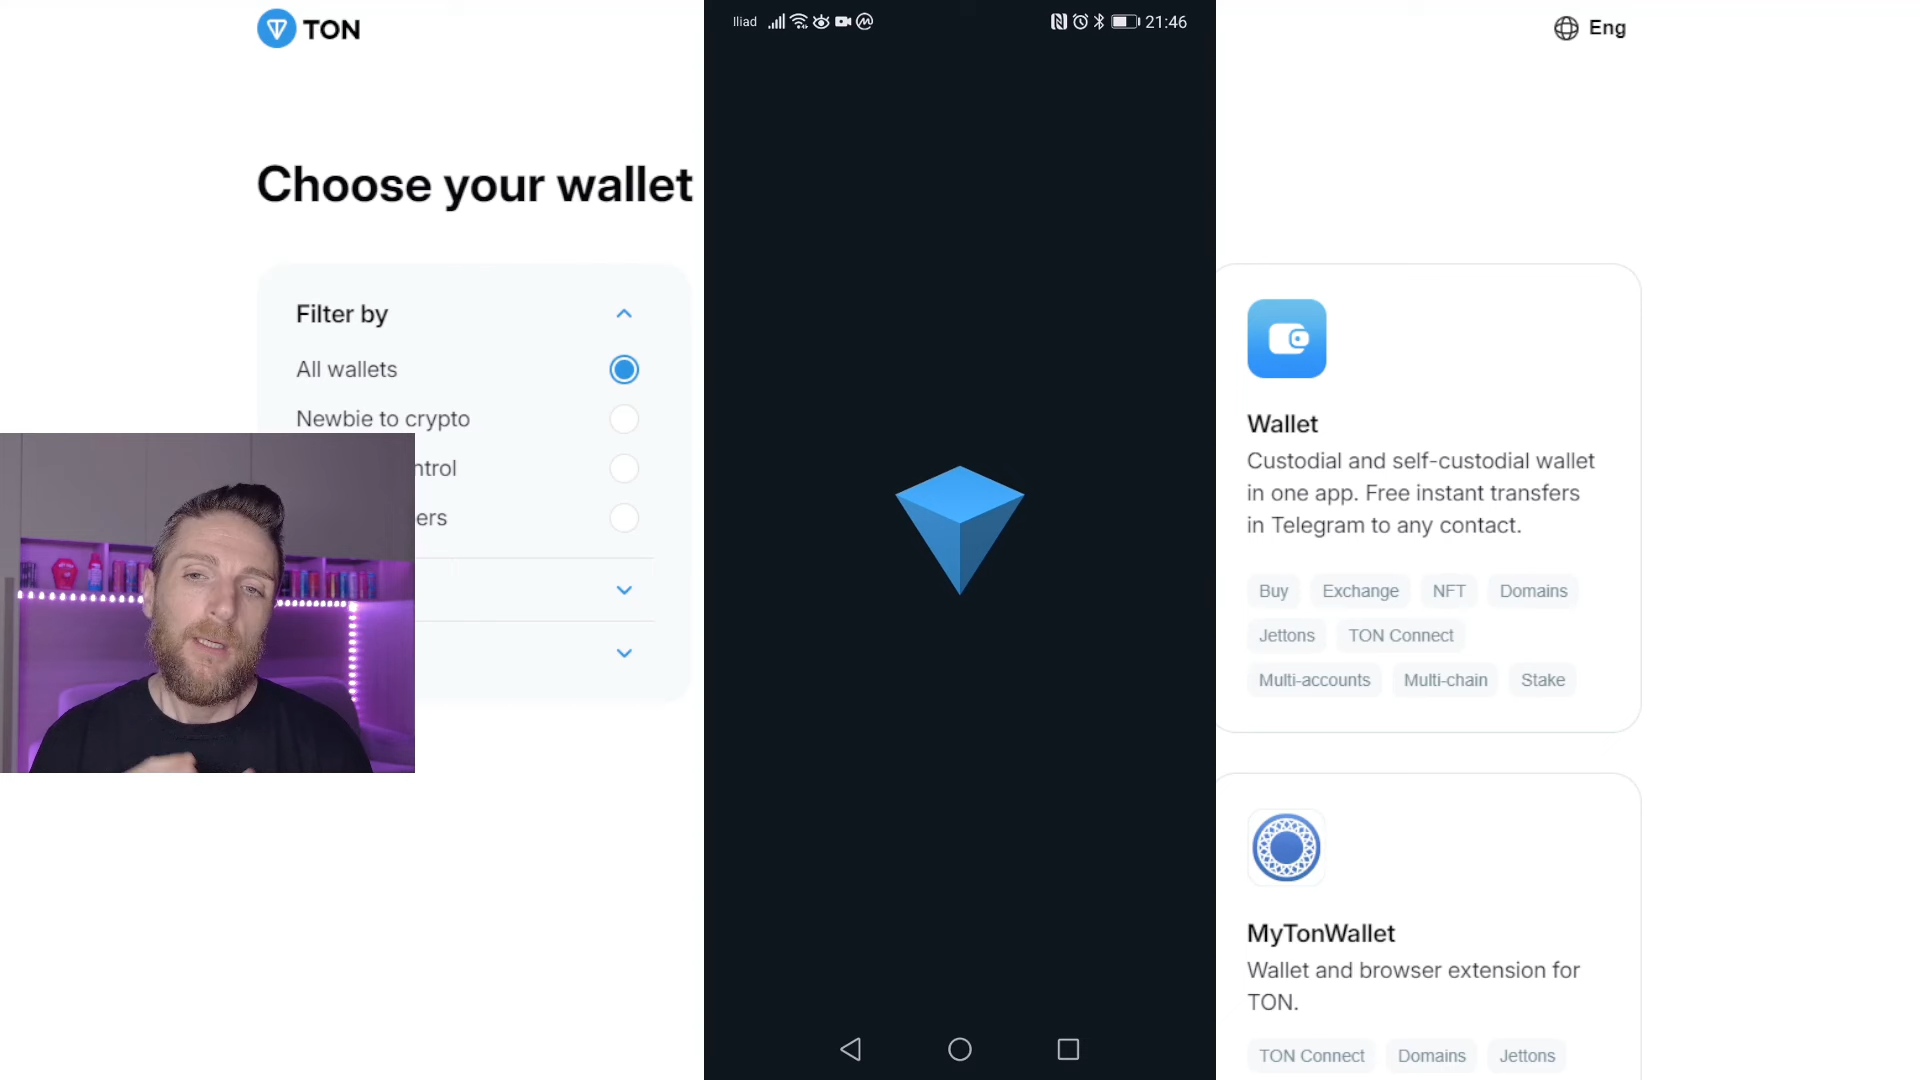 TON
Iliad
21:46
Eng
Choose your wallet
Filter by
All wallets
Newbie to crypto
ntrol
ers
Wallet
Custodial and self-custodial wallet
in one app. Free instant transfers
in Telegram to any contact.
Buy Exchange NFT Domains
Jettons TON Connect
Multi-accounts Multi-chain Stake
MyTonWallet
Wallet and browser extension for
TON.
TON Connect Domains Jettons